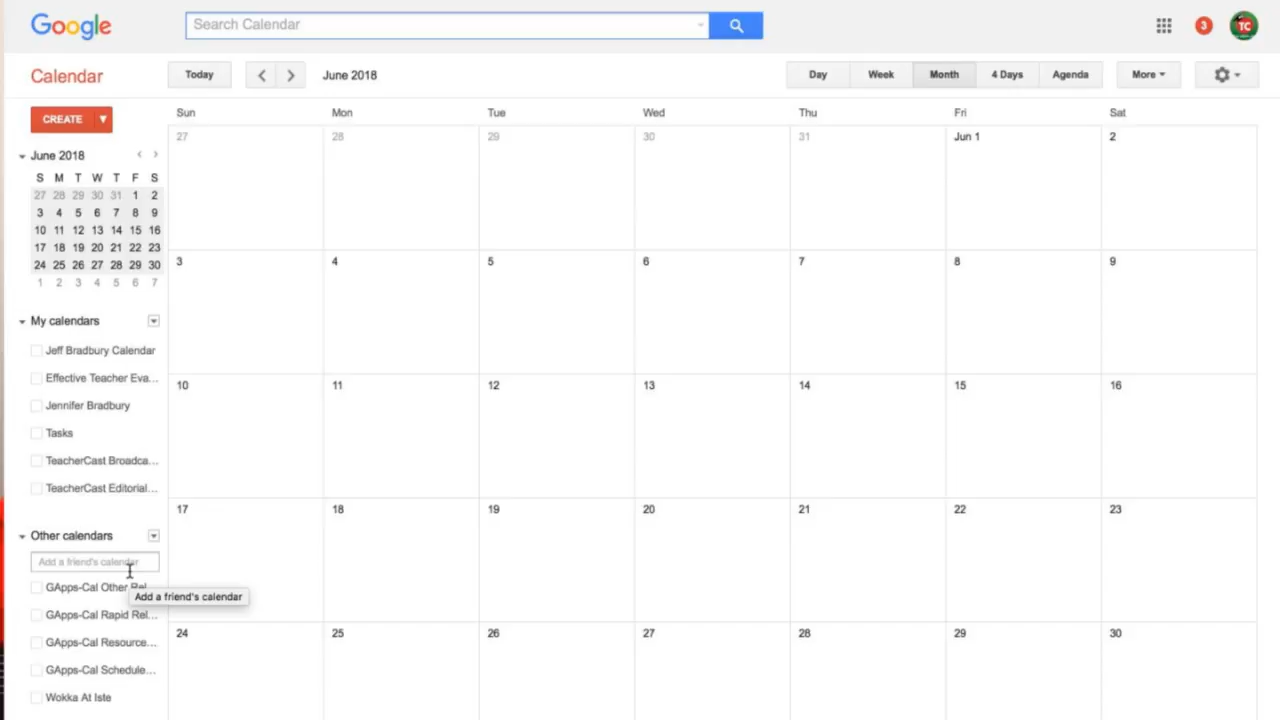 Google
Search Calendar
3
TC
Calendar
Today
June 2018
Day
Week
Month
4 Days
Agenda
More
CREATE
June 2018
S M T W T F S
27 28 29 30 31 1 2
3 4 5 6 7 8 9
10 11 12 13 14 15 16
17 18 19 20 21 22 23
24 25 26 27 28 29 30
1 2 3 4 5 6 7
My calendars
Jeff Bradbury Calendar
Effective Teacher Eva...
Jennifer Bradbury
Tasks
TeacherCast Broadca...
TeacherCast Editorial...
Other calendars
Add a friend's calendar
GApps-Cal Other Rel
Add a friend's calendar
GApps-Cal Rapid Rel...
GApps-Cal Resource...
GApps-Cal Schedule...
Wokka At Iste
Sun Mon Tue Wed Thu Fri Sat
27 28 29 30 31 Jun 1 2
3 4 5 6 7 8 9
10 11 12 13 14 15 16
17 18 19 20 21 22 23
24 25 26 27 28 29 30